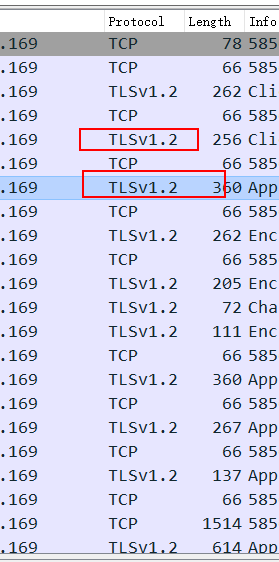 Protocol Length Info
.169 TCP 78 585
.169 TCP 66 585
.169 TLSv1.2 262 Cli
.169 TCP 66 585
.169 TLSv1.2 256 Cli
.169 TCP 66 585
.169 TLSv1.2 360 App
.169 TCP 66 585
.169 TLSv1.2 262 Enc
.169 TCP 66 585
.169 TLSv1.2 205 Enc
.169 TLSv1.2 72 Cha
.169 TLSv1.2 111 Enc
.169 TCP 66 585
.169 TLSv1.2 360 App
.169 TCP 66 585
.169 TLSv1.2 267 App
.169 TCP 66 585
.169 TLSv1.2 137 App
.169 TCP 66 585
.169 TCP 1514 585
.169 TLSv1.2 614 App